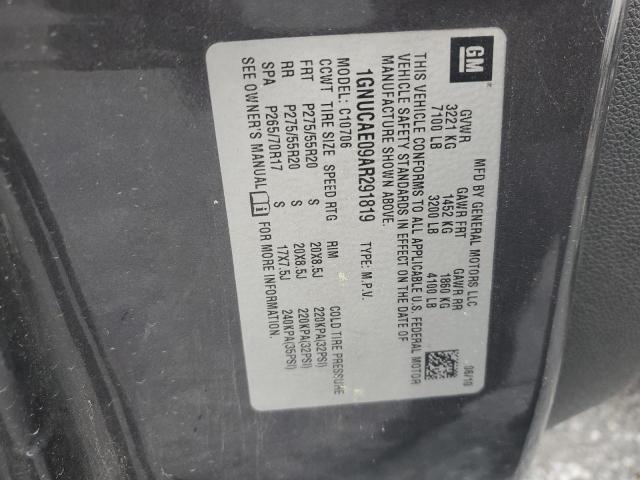 GM
MFD BY GENERAL MOTORS LLC
GVWR GAWR FRT GAWR RR
3221 KG 1452 KG 1860 KG
7100 LB 3200 LB 4100 LB
06/10
THIS VEHICLE CONFORMS TO ALL APPLICABLE U.S. FEDERAL MOTOR
VEHICLE SAFETY STANDARDS IN EFFECT ON THE DATE OF
MANUFACTURE SHOWN ABOVE.
1GNUCAE09AR291819 TYPE: M.P.V.
MODEL: C10706
CCWT TIRE SIZE SPEED RTG RIM COLD TIRE PRESSURE
FRT P275/55R20 S 20X8.5J 220KPA(32PSI)
RR P275/55R20 S 20X8.5J 220KPA(32PSI)
SPA P265/70R17 S 17X7.5J 240KPA(35PSI)
SEE OWNER'S MANUAL i FOR MORE INFORMATION.